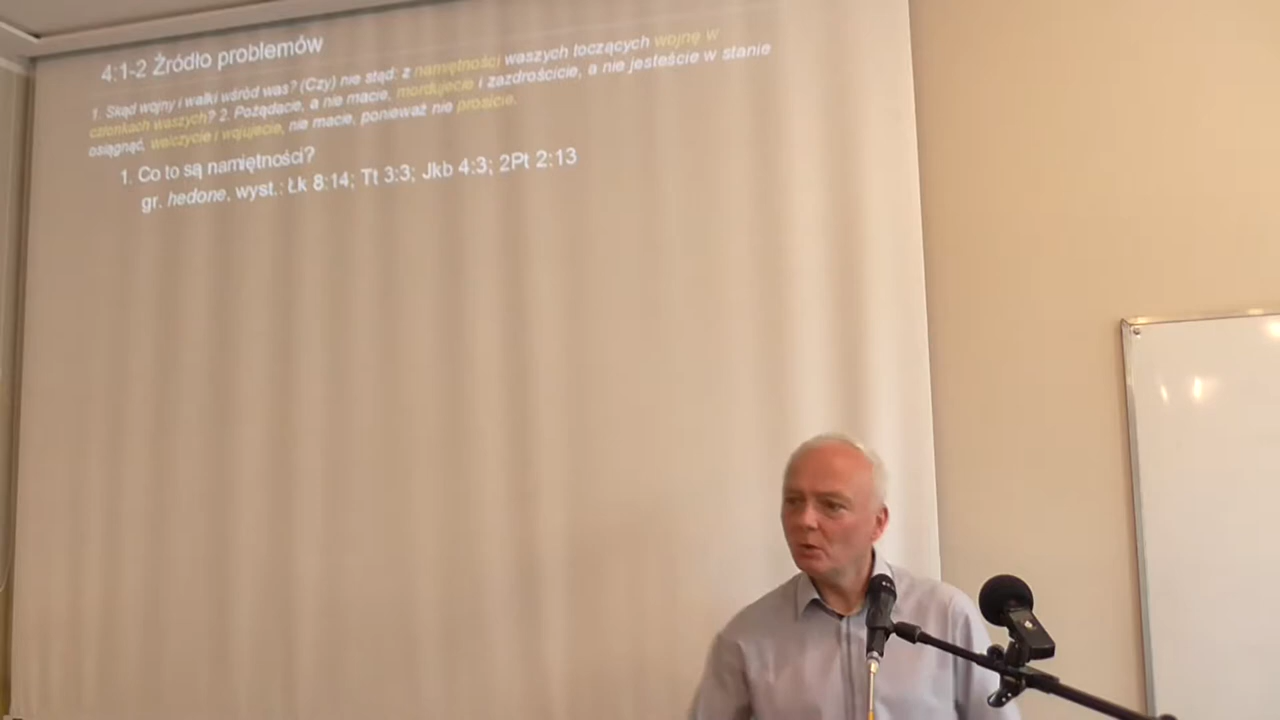 4:1-2 Źródło problemów
1. Skąd wojny i walki wśród was? (Czy) nie stąd: z namiętności waszych toczących wojnę w
członkach waszych? 2. Pożądacie, a nie macie, mordujecie i zazdrościcie, a nie jesteście w stanie
osiągnąć, walczycie i wojujecie, nie macie, ponieważ nie prosicie.
1. Co to są namiętności?
gr. hedone, wyst.: Łk 8:14; Tt 3:3; Jkb 4:3; 2Pt 2:13